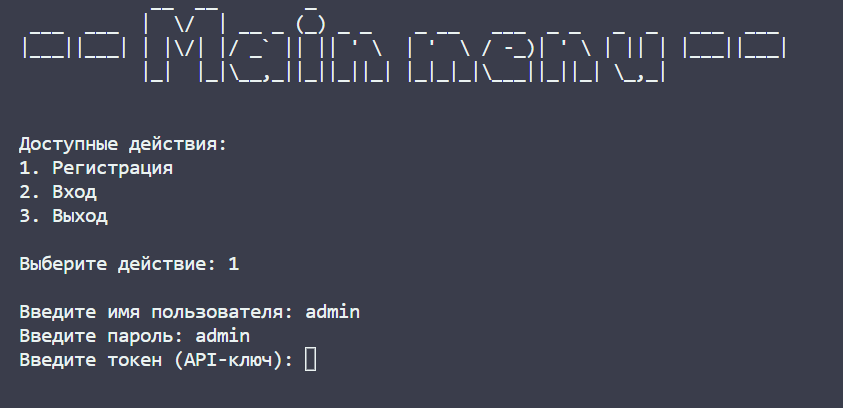 -- Main menu --
Доступные действия:
1. Регистрация
2. Вход
3. Выход
Выберите действие: 1
Введите имя пользователя: admin
Введите пароль: admin
Введите токен (API-ключ):